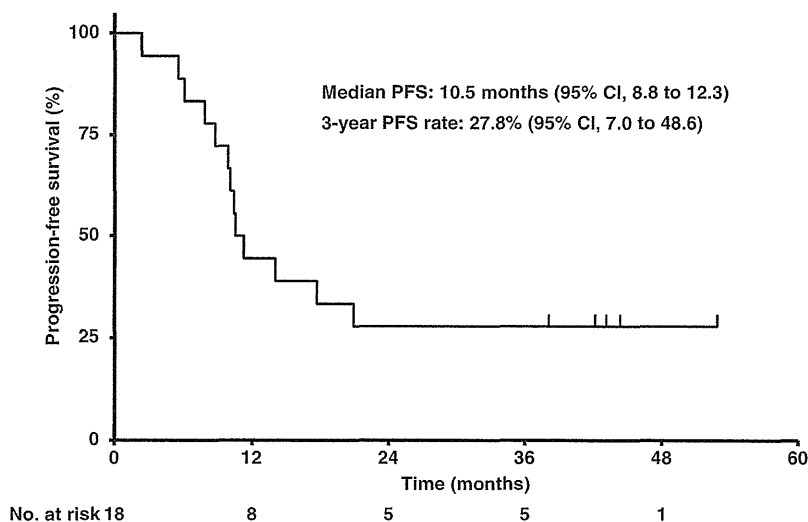 100
75
50
25
0
Progression-free survival (%)
Median PFS: 10.5 months (95% CI, 8.8 to 12.3)
3-year PFS rate: 27.8% (95% CI, 7.0 to 48.6)
0 12 24 36 48 60
Time (months)
No. at risk 18 8 5 5 1